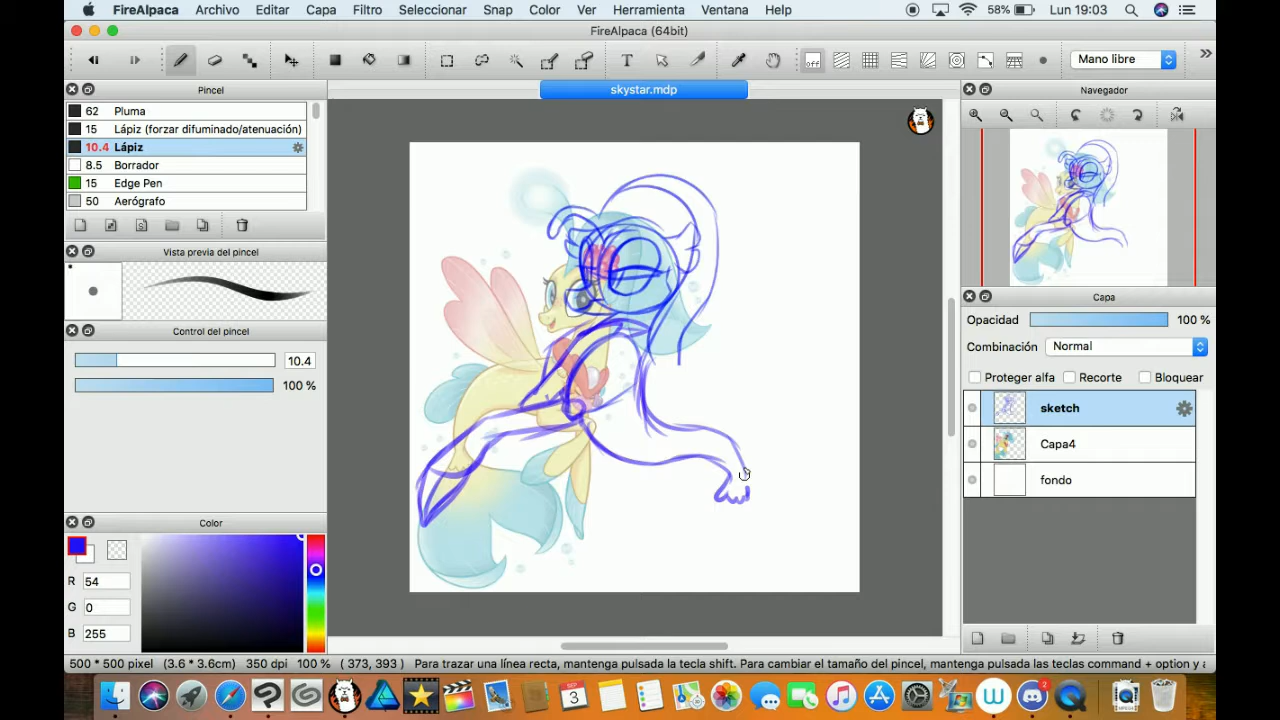 FireAlpaca Archivo Editar Capa Filtro Seleccionar Snap Color Ver Herramienta Ventana Help 58% Lun 19:03
FireAlpaca (64bit)
T off Mano libre
Pincel
skystar.mdp
Navegador
62 Pluma
15 Lápiz (forzar difuminado/atenuación)
10.4 Lápiz
8.5 Borrador
15 Edge Pen
50 Aerógrafo
Vista previa del pincel
Capa
Opacidad 100 %
Control del pincel
Combinación Normal
10.4
Proteger alfa Recorte Bloquear
100 %
sketch
Capa4
fondo
Color
R 54
G 0
B 255
500 * 500 pixel (3.6 * 3.6cm) 350 dpi 100 % ( 373, 393 ) Para trazar una línea recta, mantenga pulsada la tecla shift. Para cambiar el tamaño del pincel, mantenga pulsadas las teclas command + option y
3
W
2